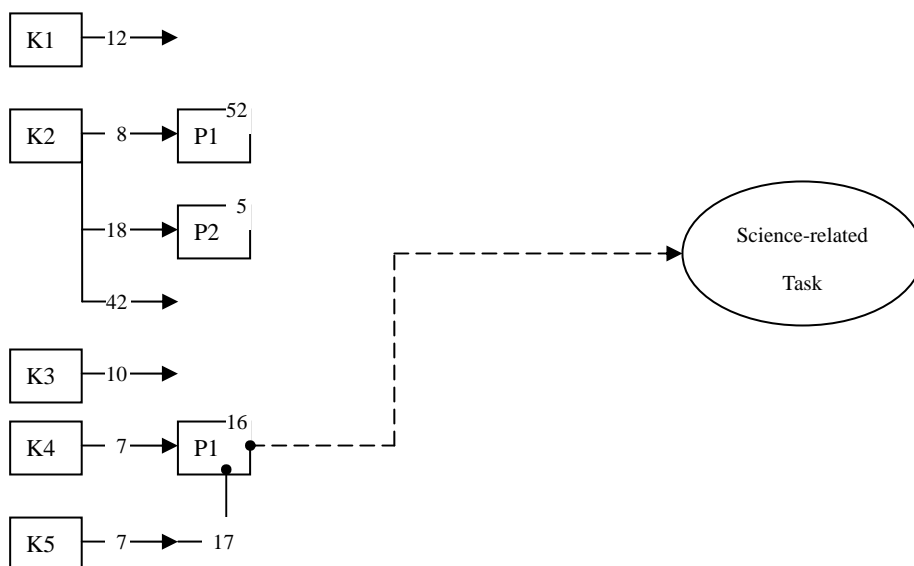 K1 12
52
K2 8 P1
5
18 P2
Science-related
Task
42
K3 10
16
K4 7 P1
K5 7 17